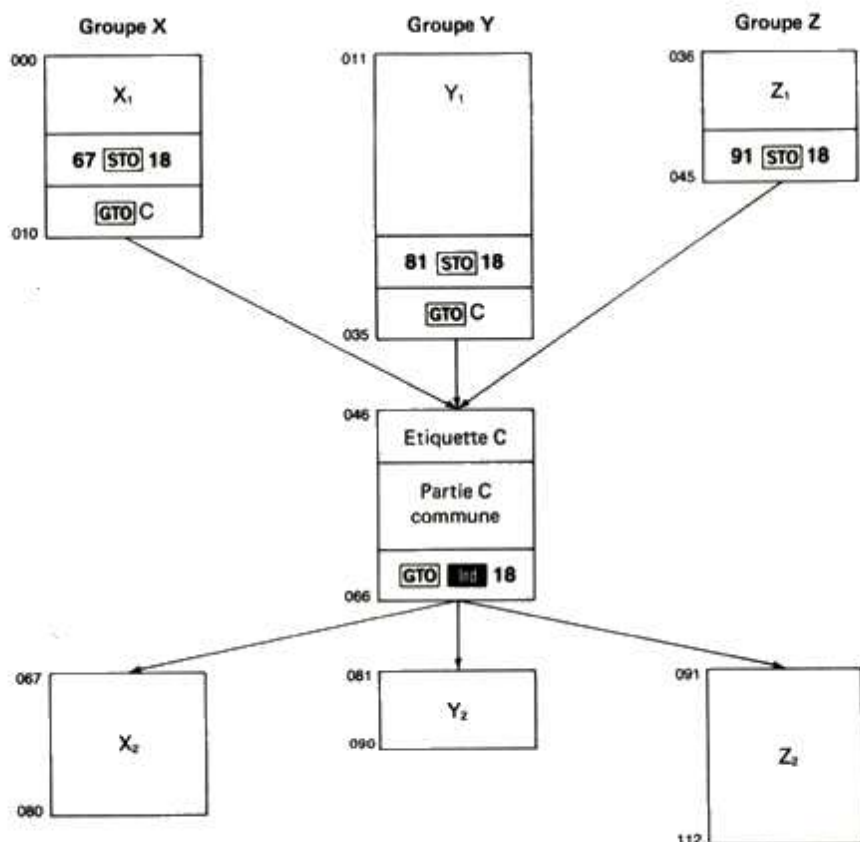 Groupe X
Groupe Y
Groupe Z
000
X₁
67 STO 18
GTO C
010
011
Y₁
81 STO 18
GTO C
035
036
Z₁
91 STO 18
045
046
Etiquette C
Partie C
commune
GTO Ind 18
066
067
X₂
080
081
Y₂
090
091
Z₂
112